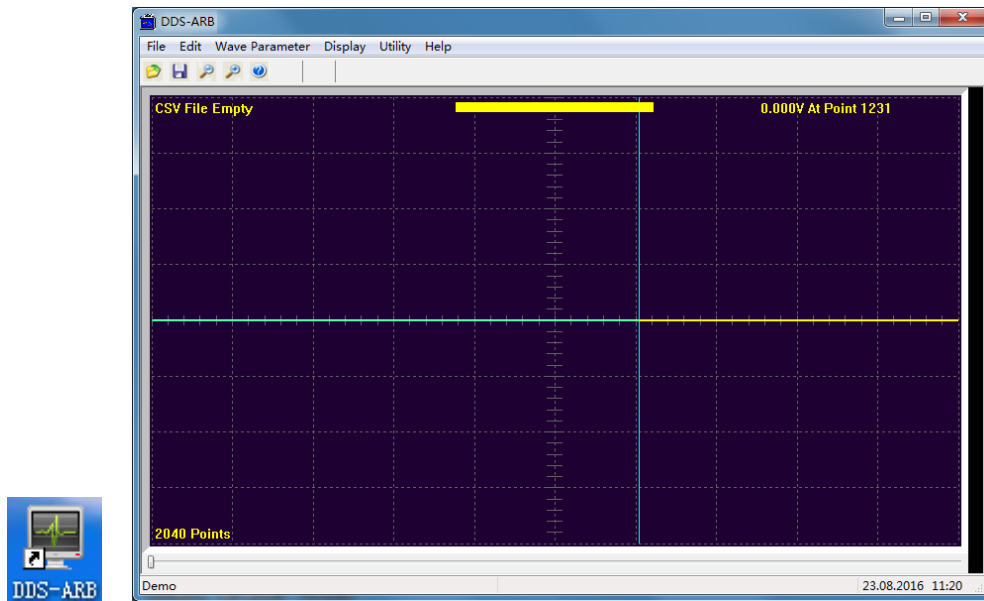 DDS-ARB
File Edit Wave Parameter Display Utility Help
CSV File Empty
0.000V At Point 1231
2040 Points
Demo
23.08.2016 11:20
DDS-ARB